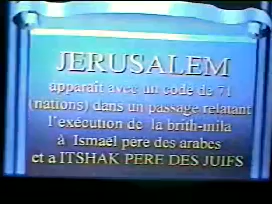 JERUSALEM
apparaît avec un code de 71
(nations) dans un passage relatant
l'exécution de la brith-mila
à Ismaël père des arabes
et a ITSHAK PERE DES JUIFS